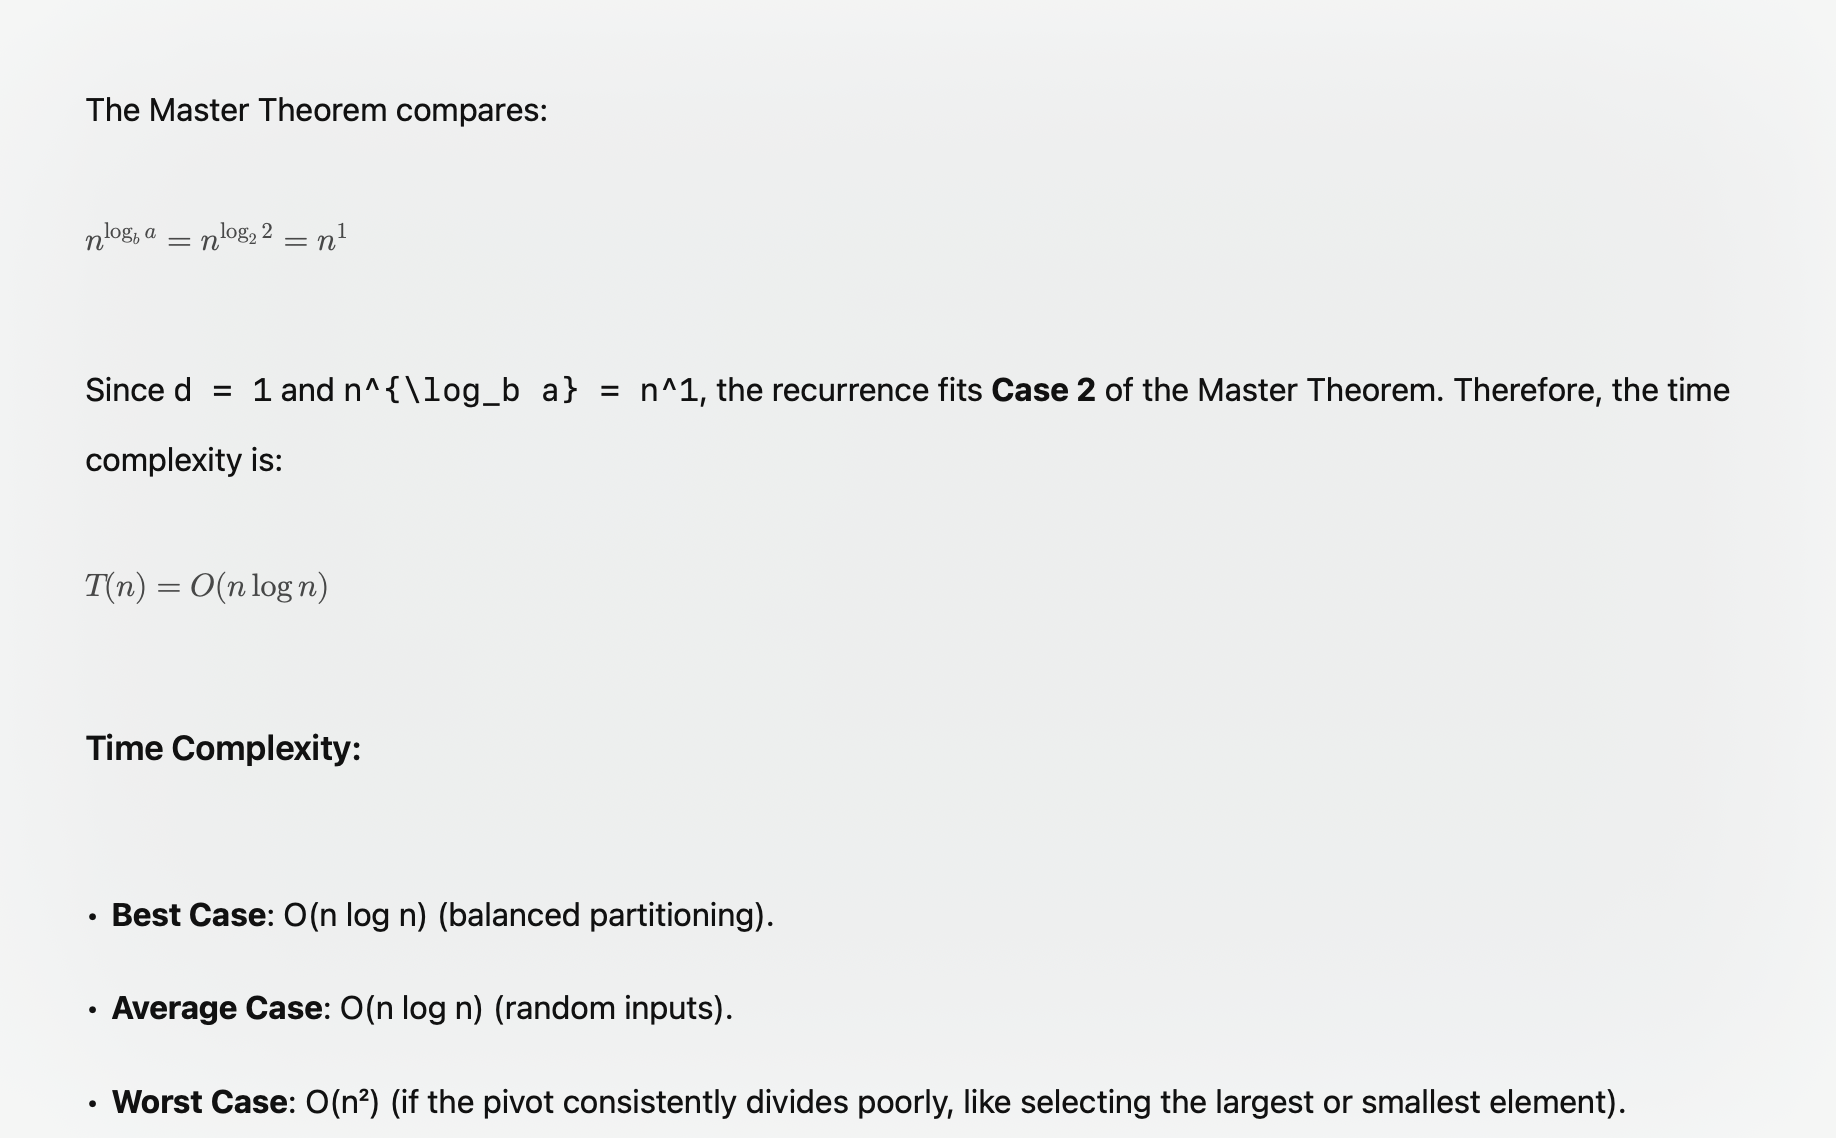 The Master Theorem compares:
n^{\log_b a} = n^{\log_2 2} = n^1
Since d = 1 and n^{\log_b a} = n^1, the recurrence fits Case 2 of the Master Theorem. Therefore, the time
complexity is:
T(n) = O(n log n)
Time Complexity:
• Best Case: O(n log n) (balanced partitioning).
• Average Case: O(n log n) (random inputs).
• Worst Case: O(n²) (if the pivot consistently divides poorly, like selecting the largest or smallest element).